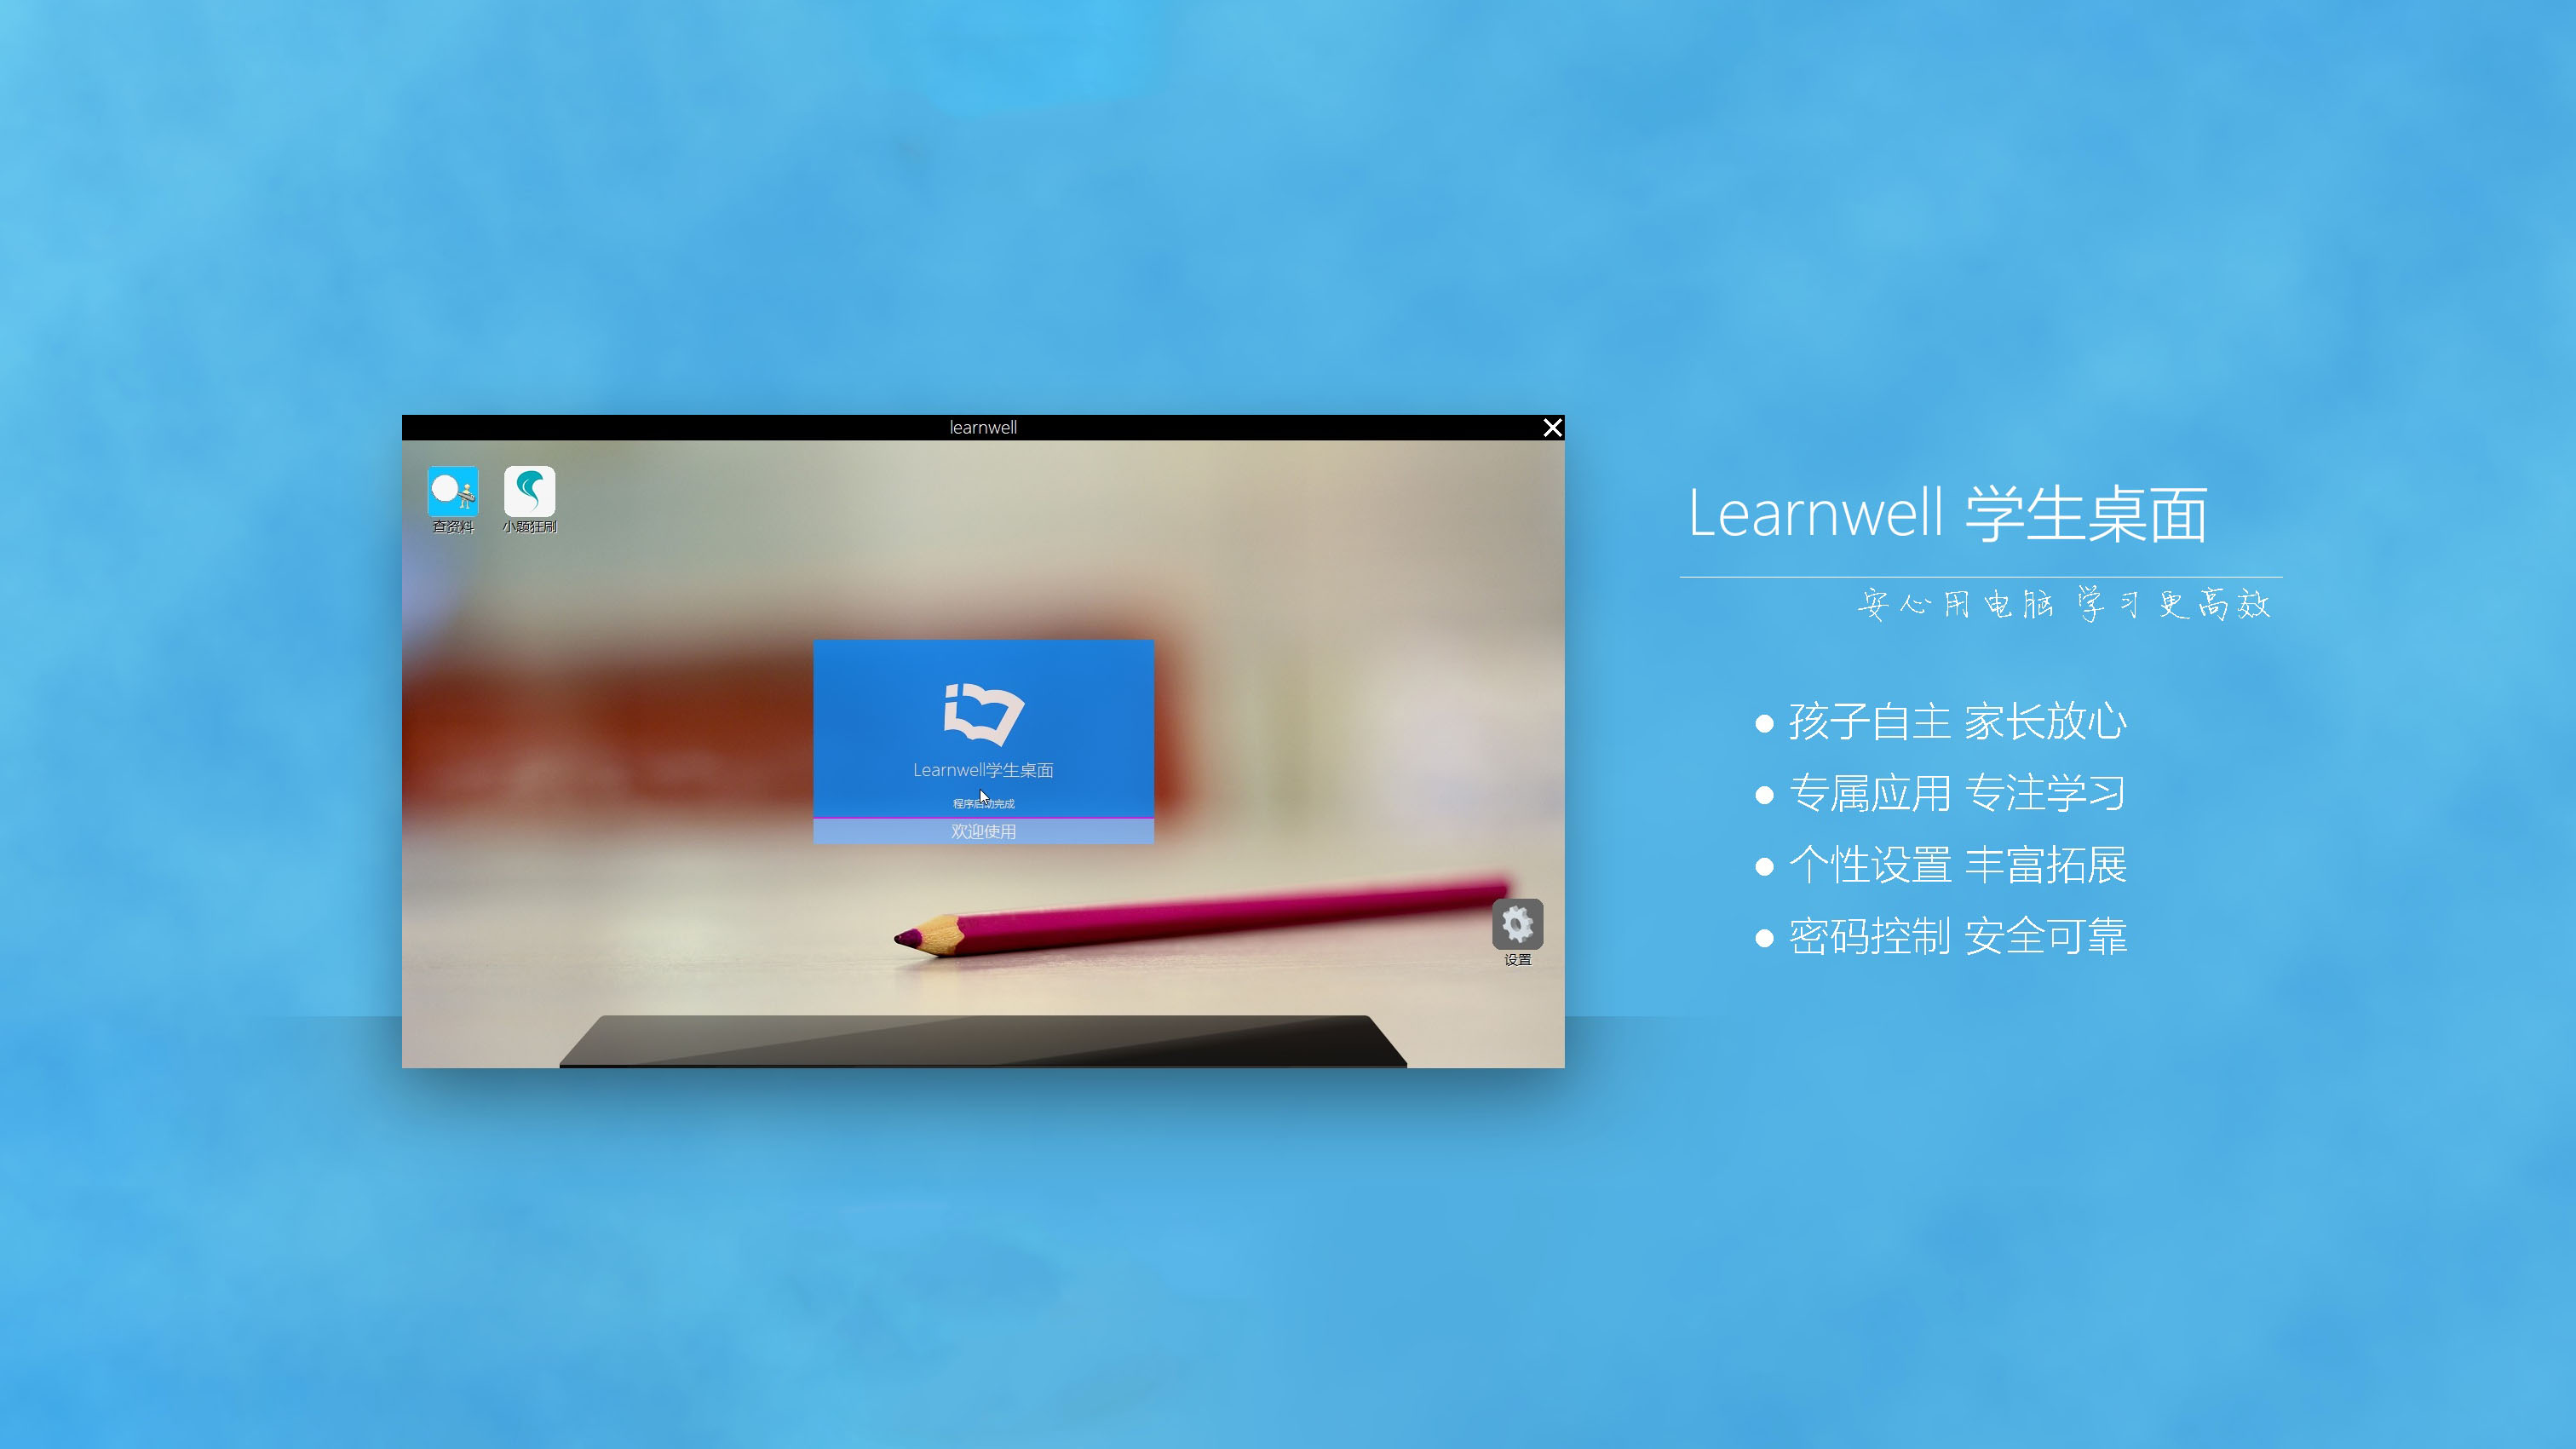 learnwell
查资料
小题狂刷
Learnwell学生桌面
程序启动完成
欢迎使用
设置
Learnwell 学生桌面
安心用电脑 学习更高效
● 孩子自主 家长放心
● 专属应用 专注学习
● 个性设置 丰富拓展
● 密码控制 安全可靠